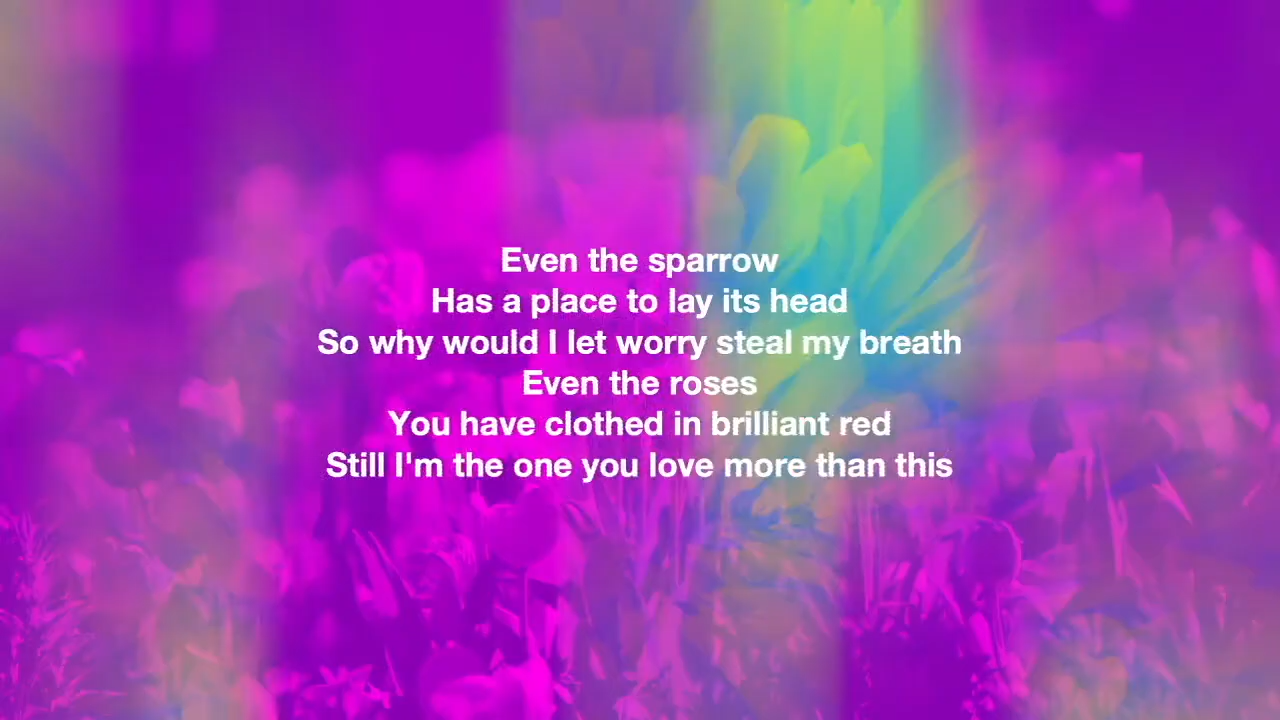 Even the sparrow
Has a place to lay its head
So why would I let worry steal my breath
Even the roses
You have clothed in brilliant red
Still I'm the one you love more than this